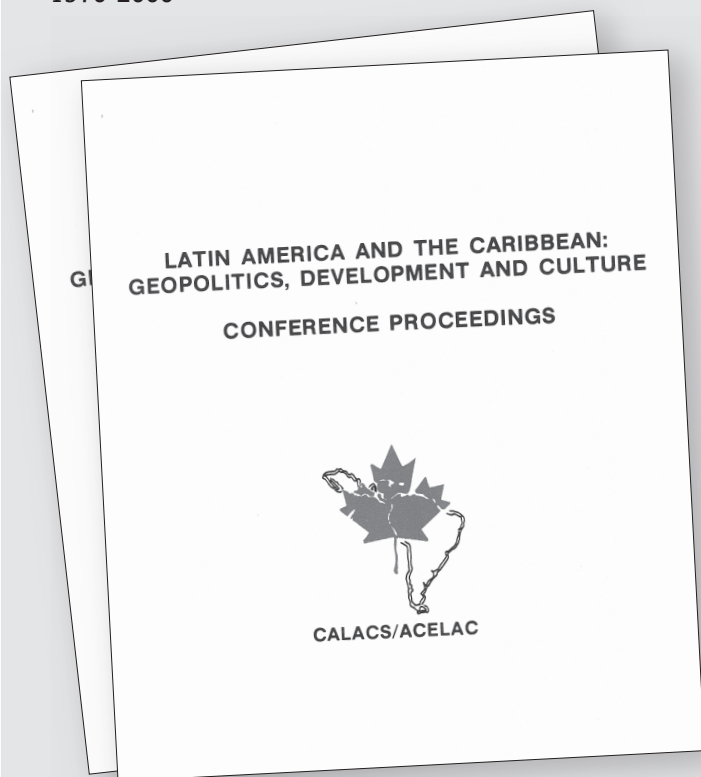 LATIN AMERICA AND THE CARIBBEAN:
GEOPOLITICS, DEVELOPMENT AND CULTURE
CONFERENCE PROCEEDINGS
CALACS/ACELAC